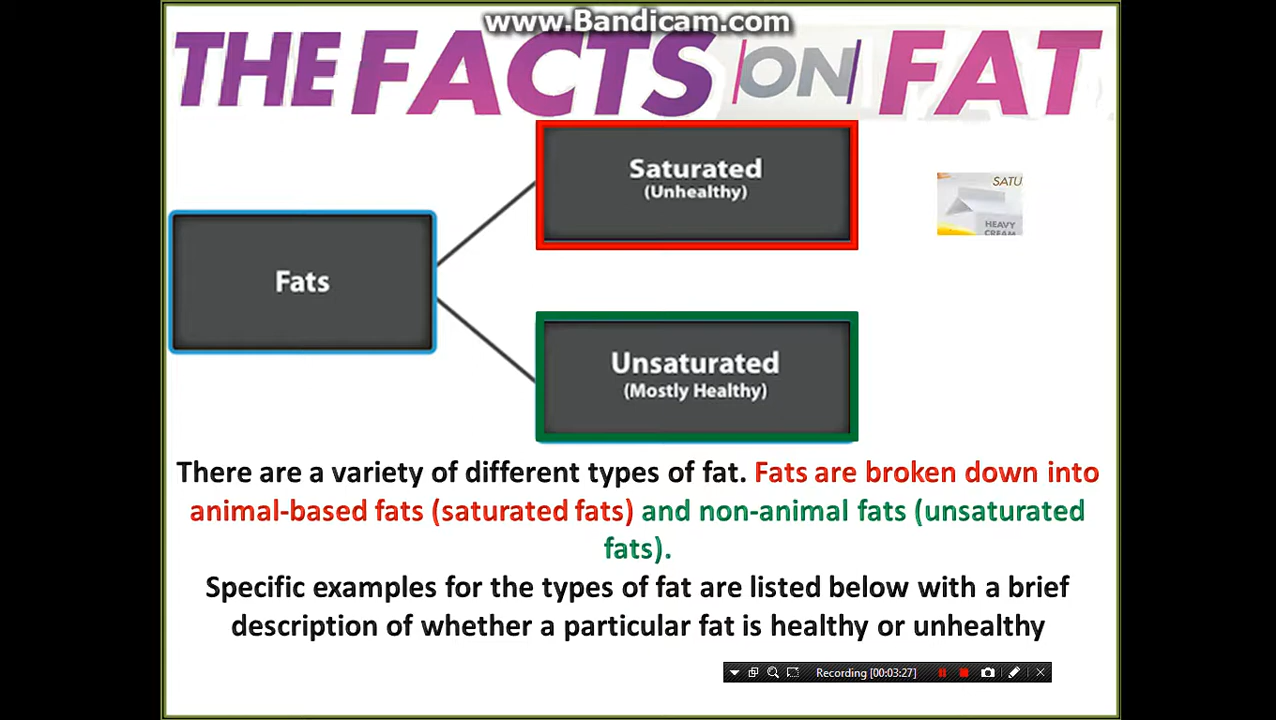 www.Bandicam.com
THE FACTS ON FAT
Saturated
(Unhealthy)
SATU
HEAVY
CREAM
Fats
Unsaturated
(Mostly Healthy)
There are a variety of different types of fat. Fats are broken down into
animal-based fats (saturated fats) and non-animal fats (unsaturated
fats).
Specific examples for the types of fat are listed below with a brief
description of whether a particular fat is healthy or unhealthy
Recording [00:03:27]